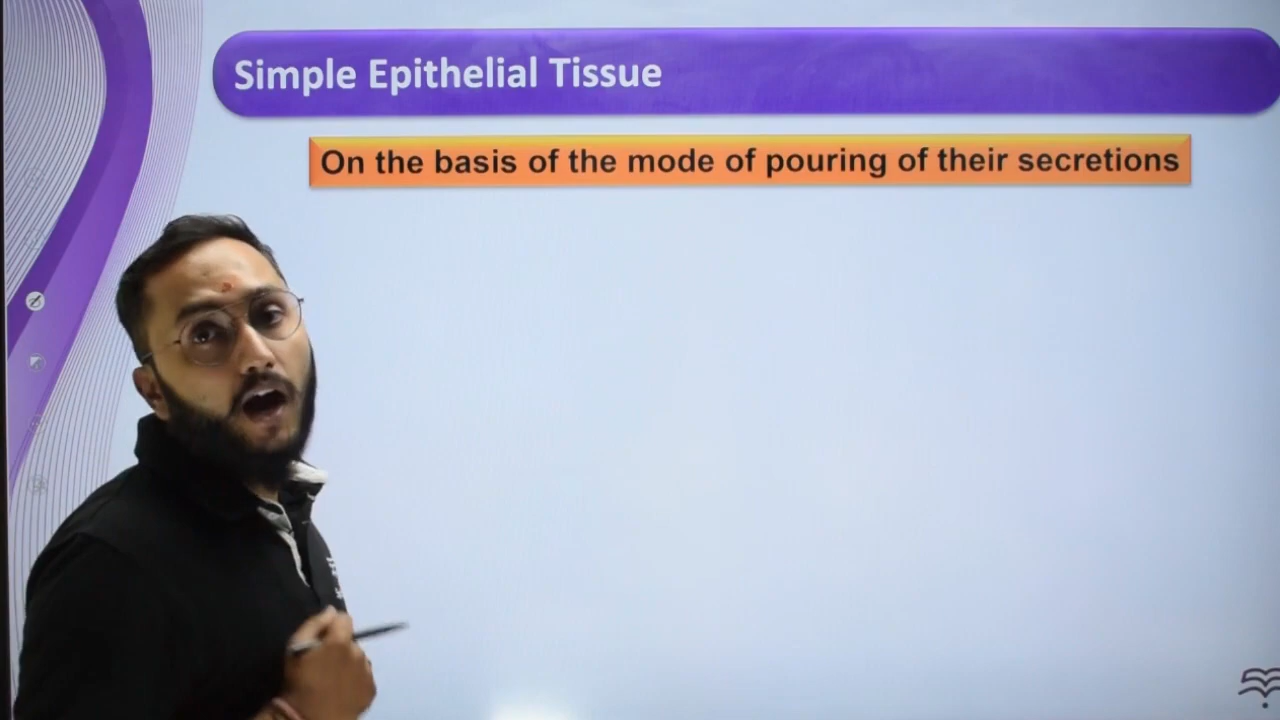 Simple Epithelial Tissue
On the basis of the mode of pouring of their secretions